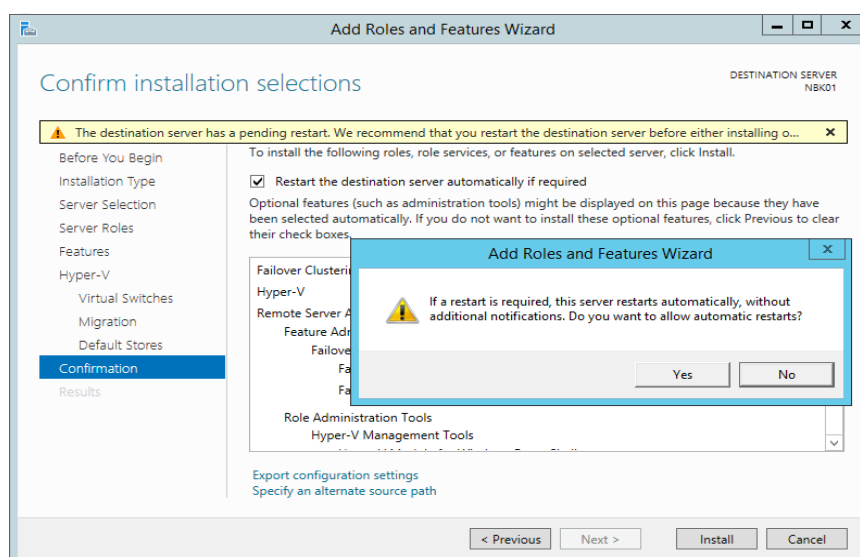 Add Roles and Features Wizard
Confirm installation selections
DESTINATION SERVER
NBK01
The destination server has a pending restart. We recommend that you restart the destination server before either installing o...
Before You Begin
Installation Type
Server Selection
Server Roles
Features
Hyper-V
Virtual Switches
Migration
Default Stores
Confirmation
Results
To install the following roles, role services, or features on selected server, click Install.
Restart the destination server automatically if required
Optional features (such as administration tools) might be displayed on this page because they have
been selected automatically. If you do not want to install these optional features, click Previous to clear
their check boxes.
Failover Clusteri
Hyper-V
Remote Server A
Feature Adr
Failove
Fa
Fa
Role Administration Tools
Hyper-V Management Tools
Add Roles and Features Wizard
If a restart is required, this server restarts automatically, without
additional notifications. Do you want to allow automatic restarts?
Yes
No
Export configuration settings
Specify an alternate source path
< Previous
Next >
Install
Cancel